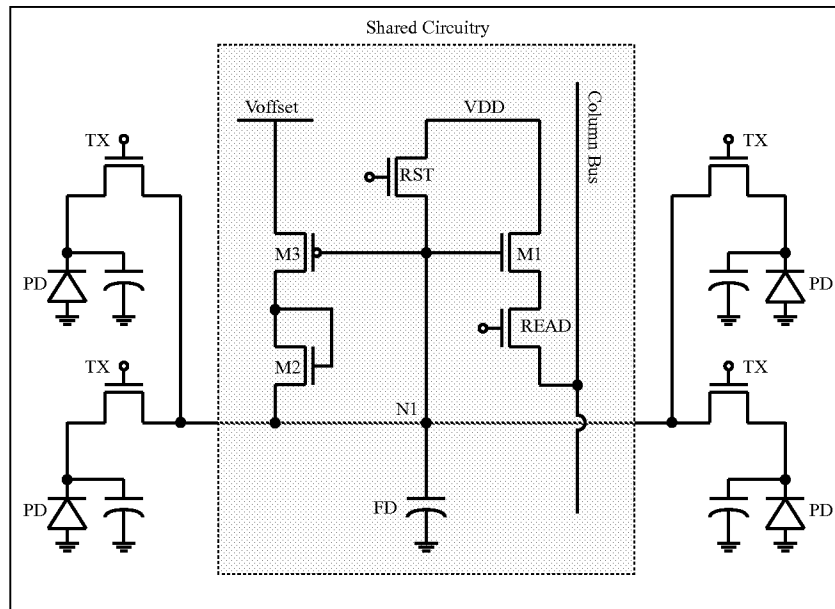 Shared Circuitry
Voffset
VDD
Column Bus
TX
TX
RST
M3
M1
PD
PD
READ
M2
TX
TX
N1
PD
FD
PD